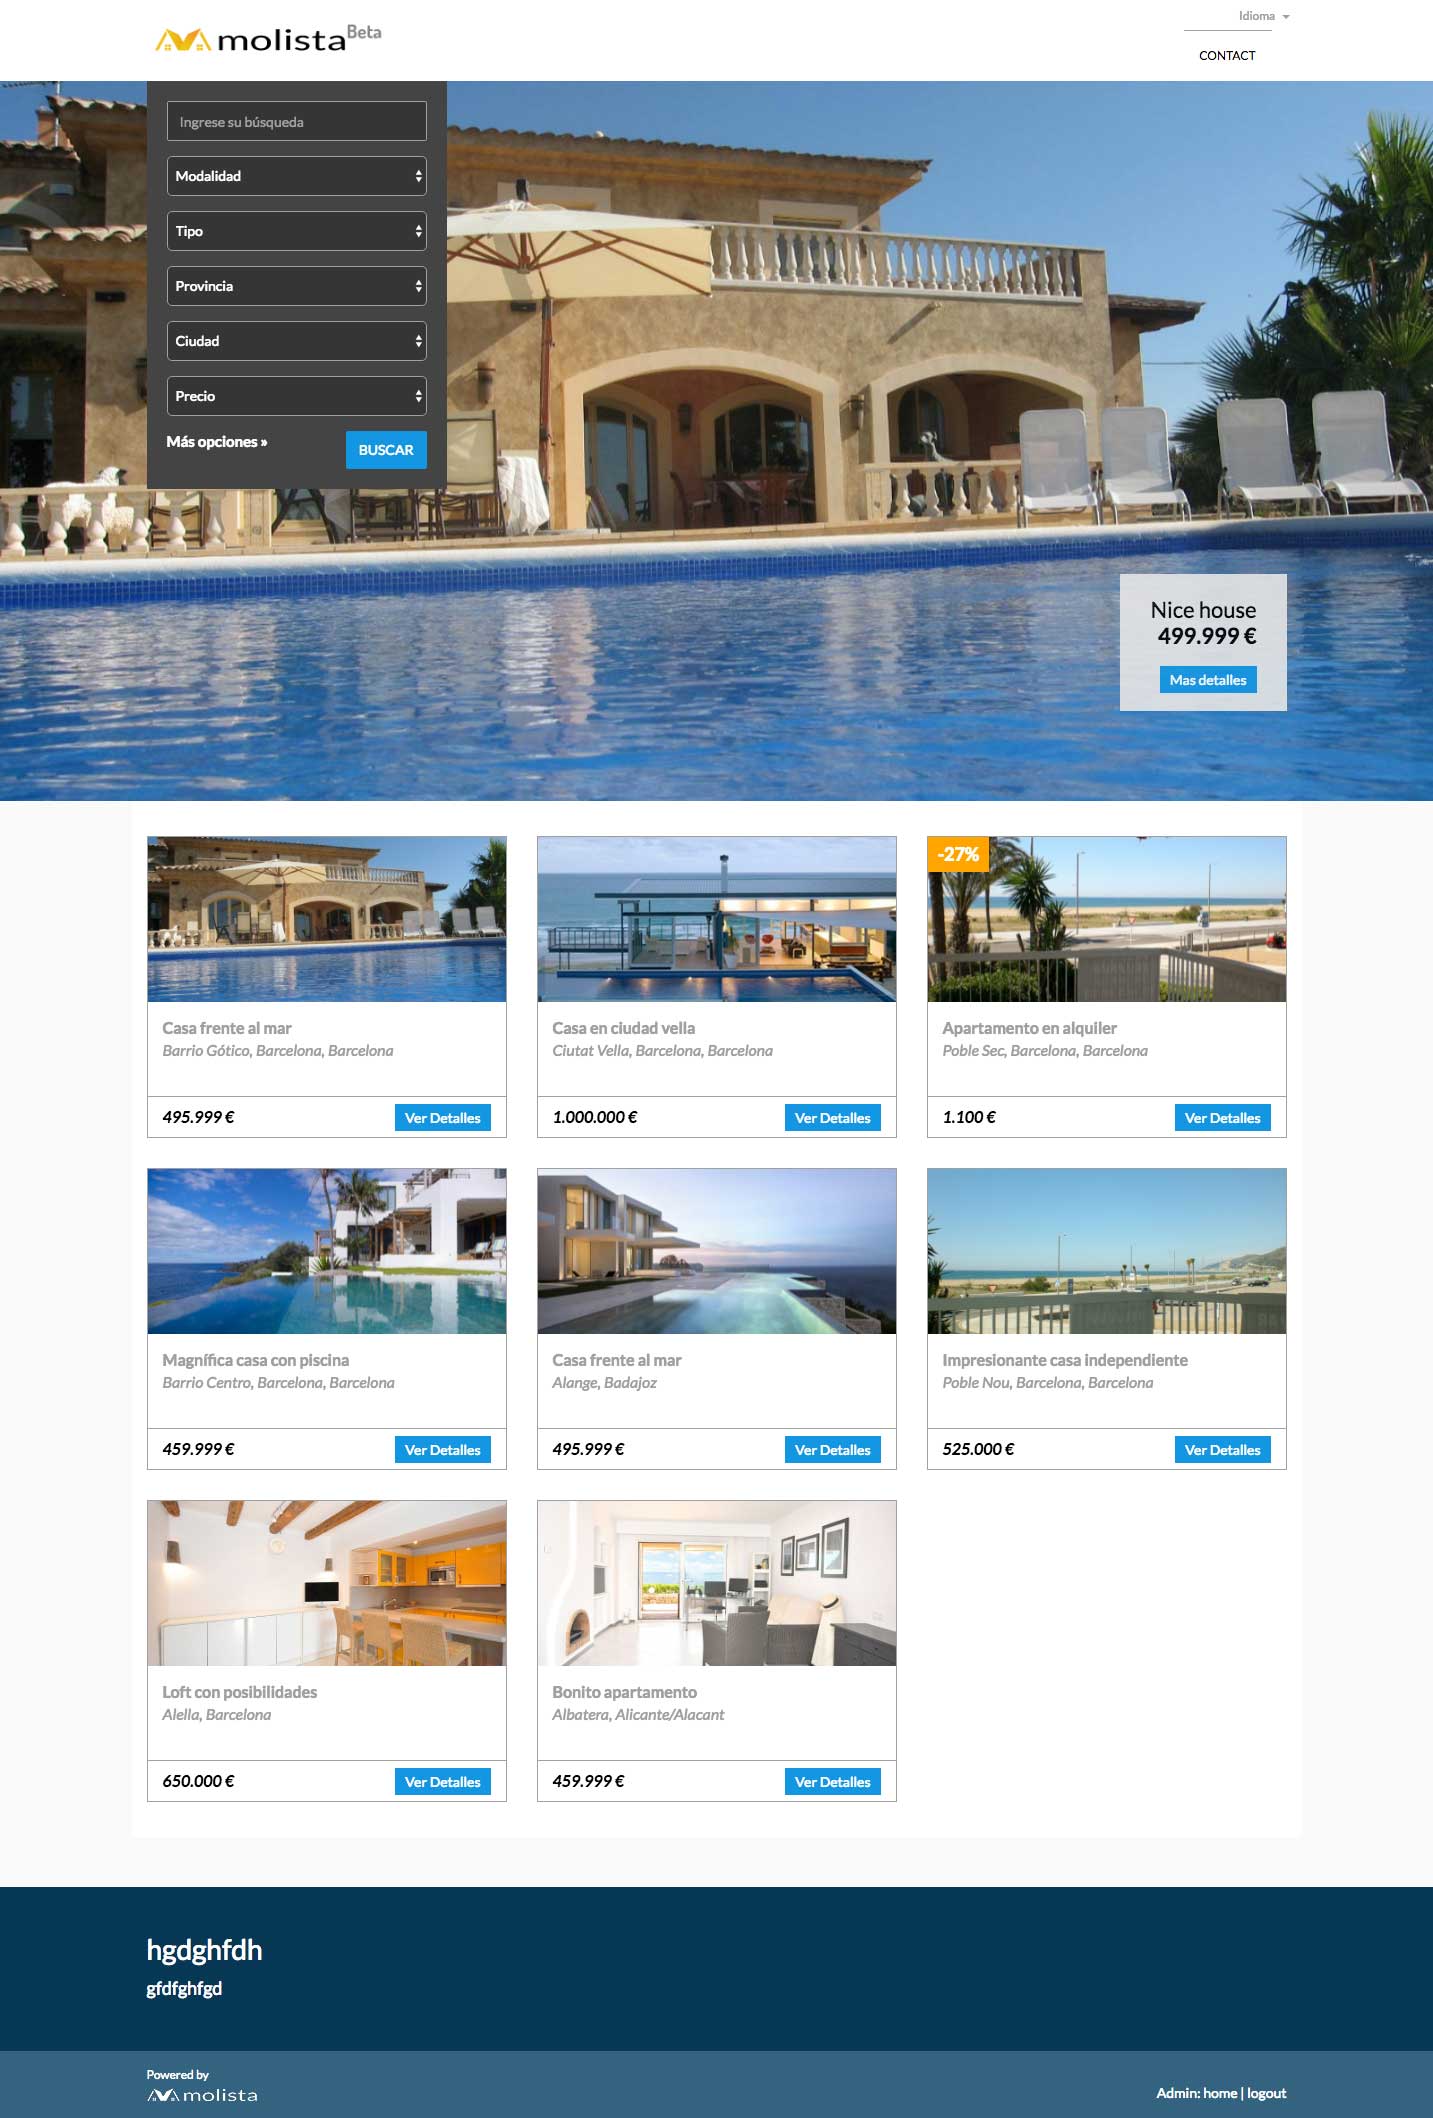 molista Beta
Idioma
CONTACT
Ingrese su búsqueda
Modalidad
Tipo
Provincia
Ciudad
Precio
Más opciones »
BUSCAR
Nice house
499.999 €
Mas detalles
Casa frente al mar
Barrio Gótico, Barcelona, Barcelona
495.999 €
Ver Detalles
Casa en ciudad vella
Ciutat Vella, Barcelona, Barcelona
1.000.000 €
Ver Detalles
-27%
Apartamento en alquiler
Poble Sec, Barcelona, Barcelona
1.100 €
Ver Detalles
Magnífica casa con piscina
Barrio Centro, Barcelona, Barcelona
459.999 €
Ver Detalles
Casa frente al mar
Alange, Badajoz
495.999 €
Ver Detalles
Impresionante casa independiente
Poble Nou, Barcelona, Barcelona
525.000 €
Ver Detalles
Loft con posibilidades
Alella, Barcelona
650.000 €
Ver Detalles
Bonito apartamento
Albatera, Alicante/Alacant
459.999 €
Ver Detalles
hgdghfdh
gfdfghfgd
Powered by
molista
Admin: home | logout